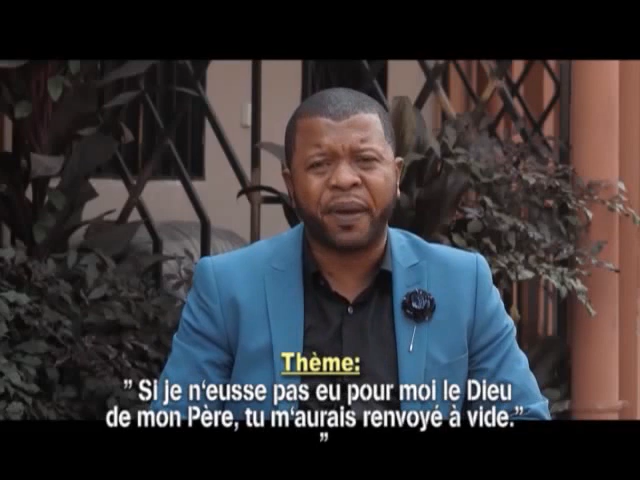 Thème:
” Si je n‘eusse pas eu pour moi le Dieu
de mon Père, tu m‘aurais renvoyé à vide.”
”